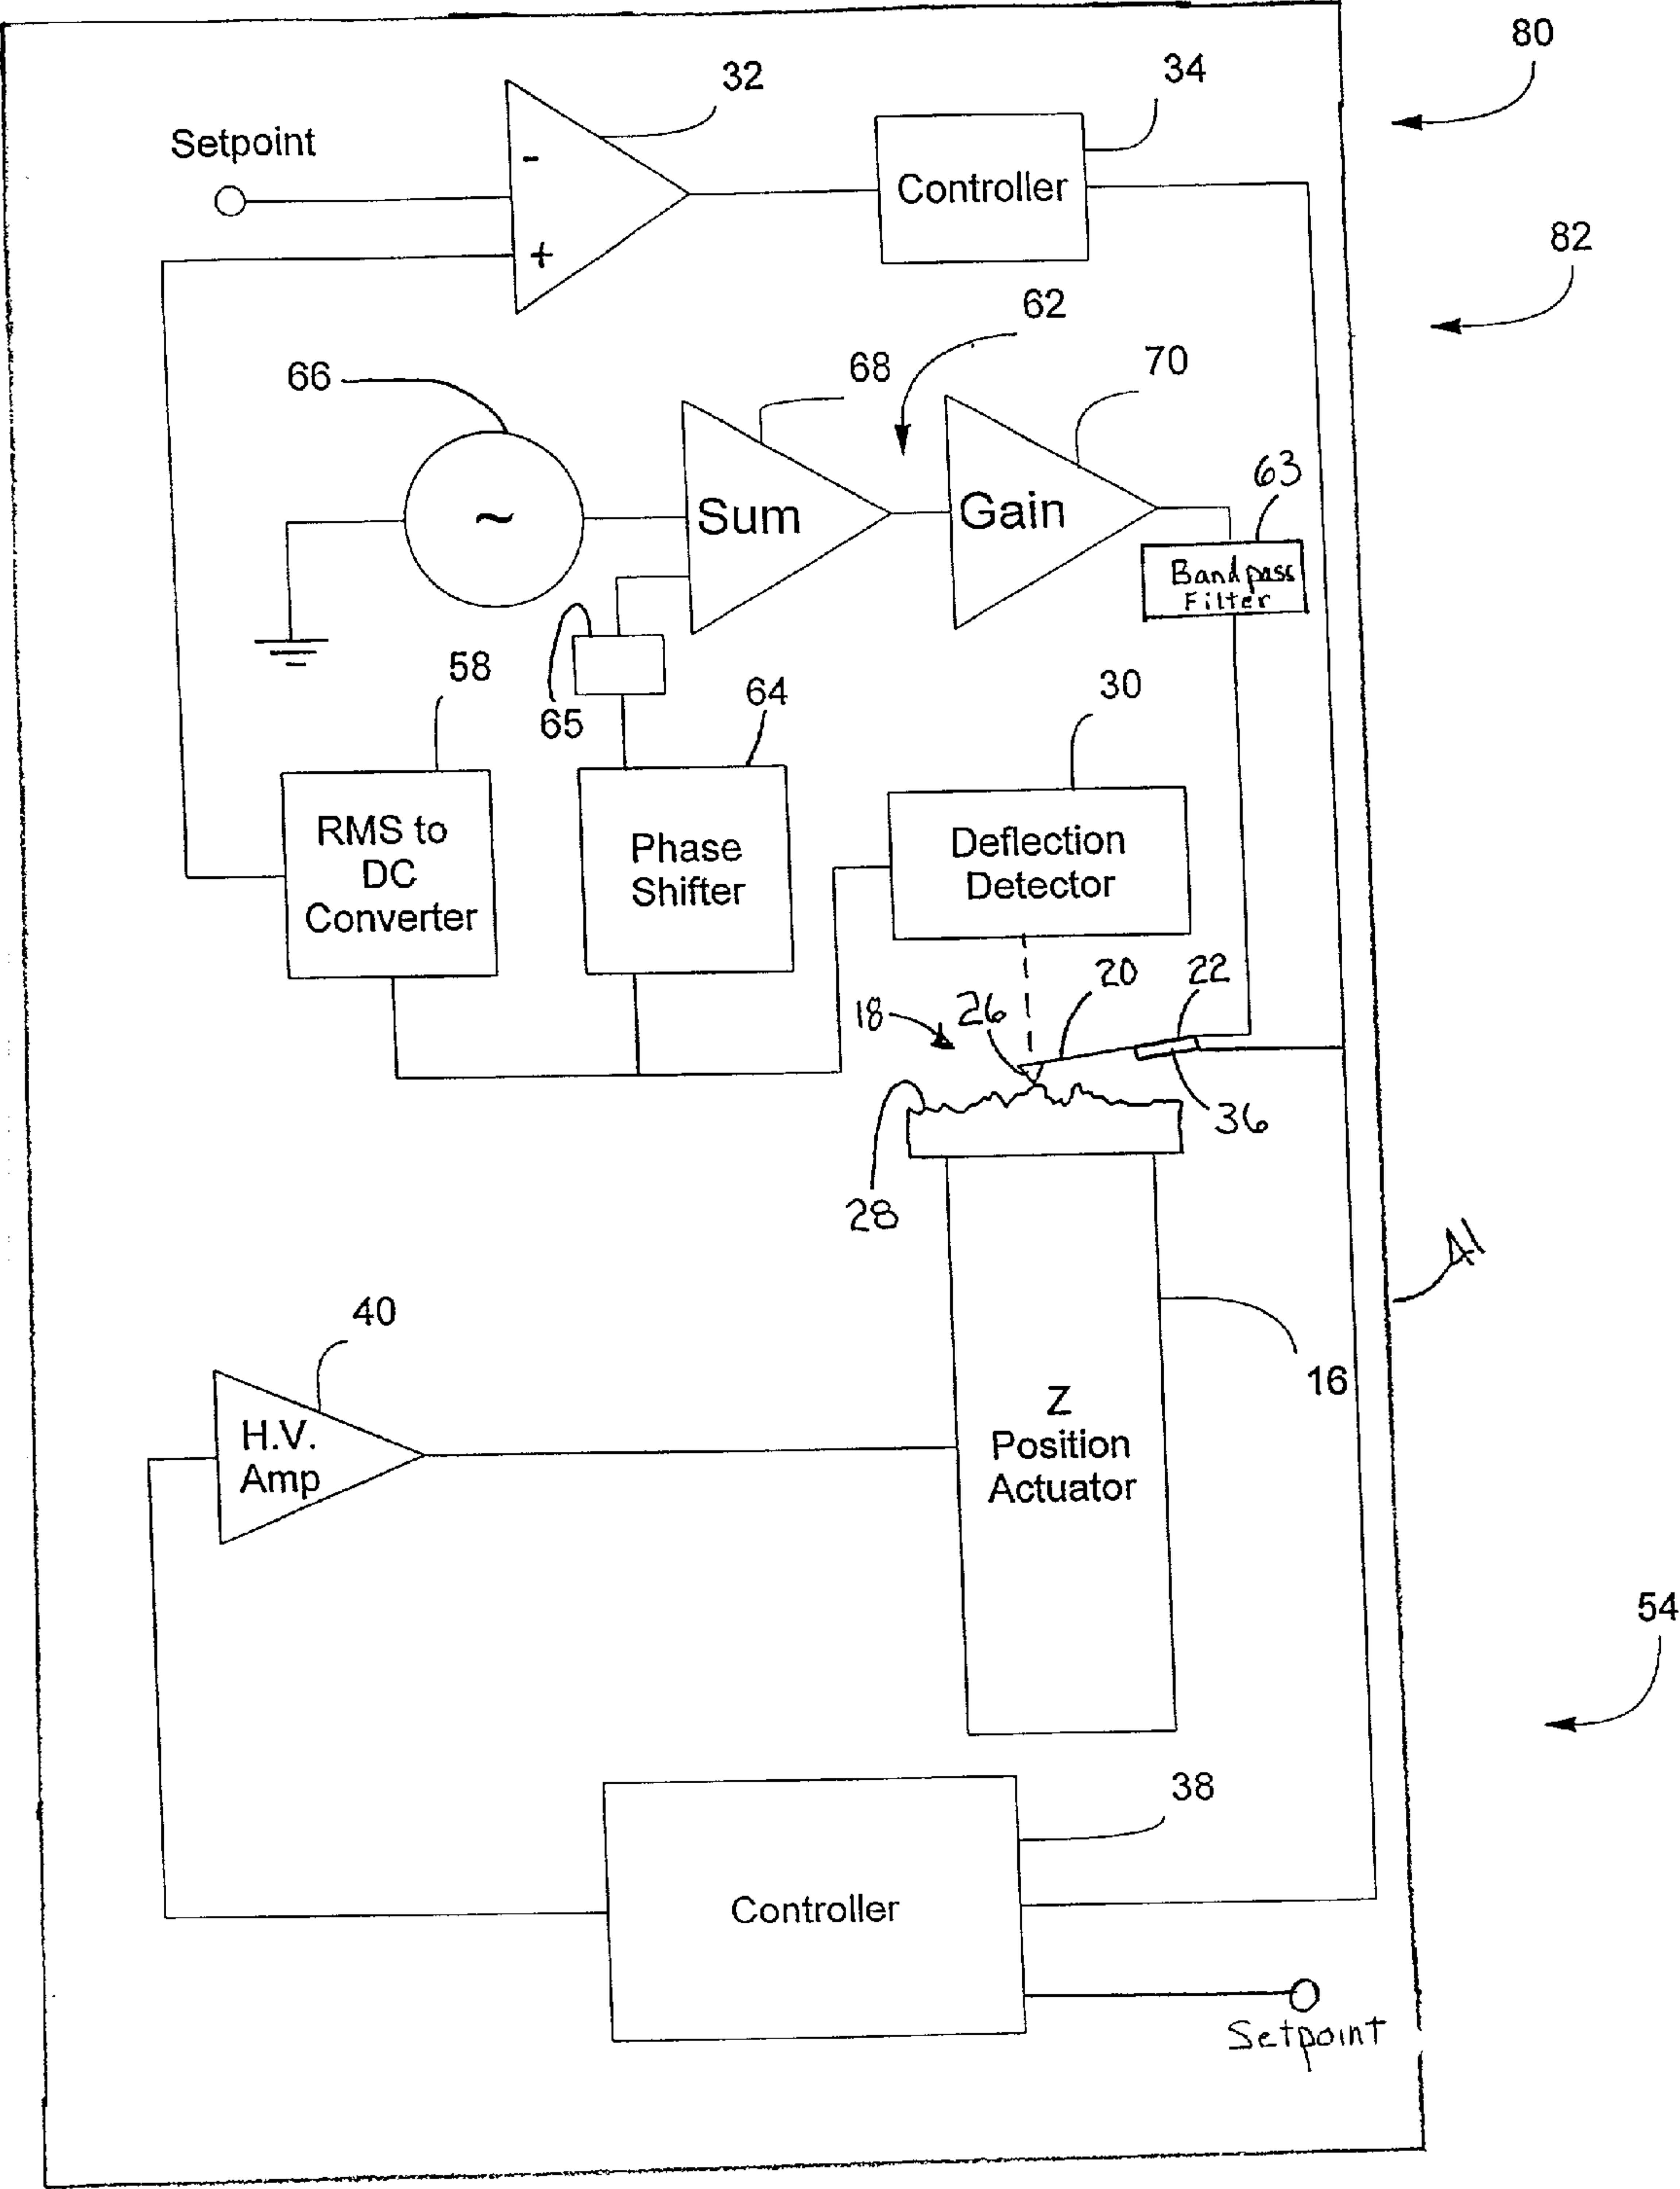 80
32
34
Setpoint
-
Controller
+
82
62
68
70
66
63
~
Sum
Gain
Bandpass
Filter
58
65
64
30
RMS to
DC
Converter
Phase
Shifter
Deflection
Detector
18
26
20
22
36
28
41
40
16
H.V.
Amp
Z
Position
Actuator
54
38
Controller
Setpoint